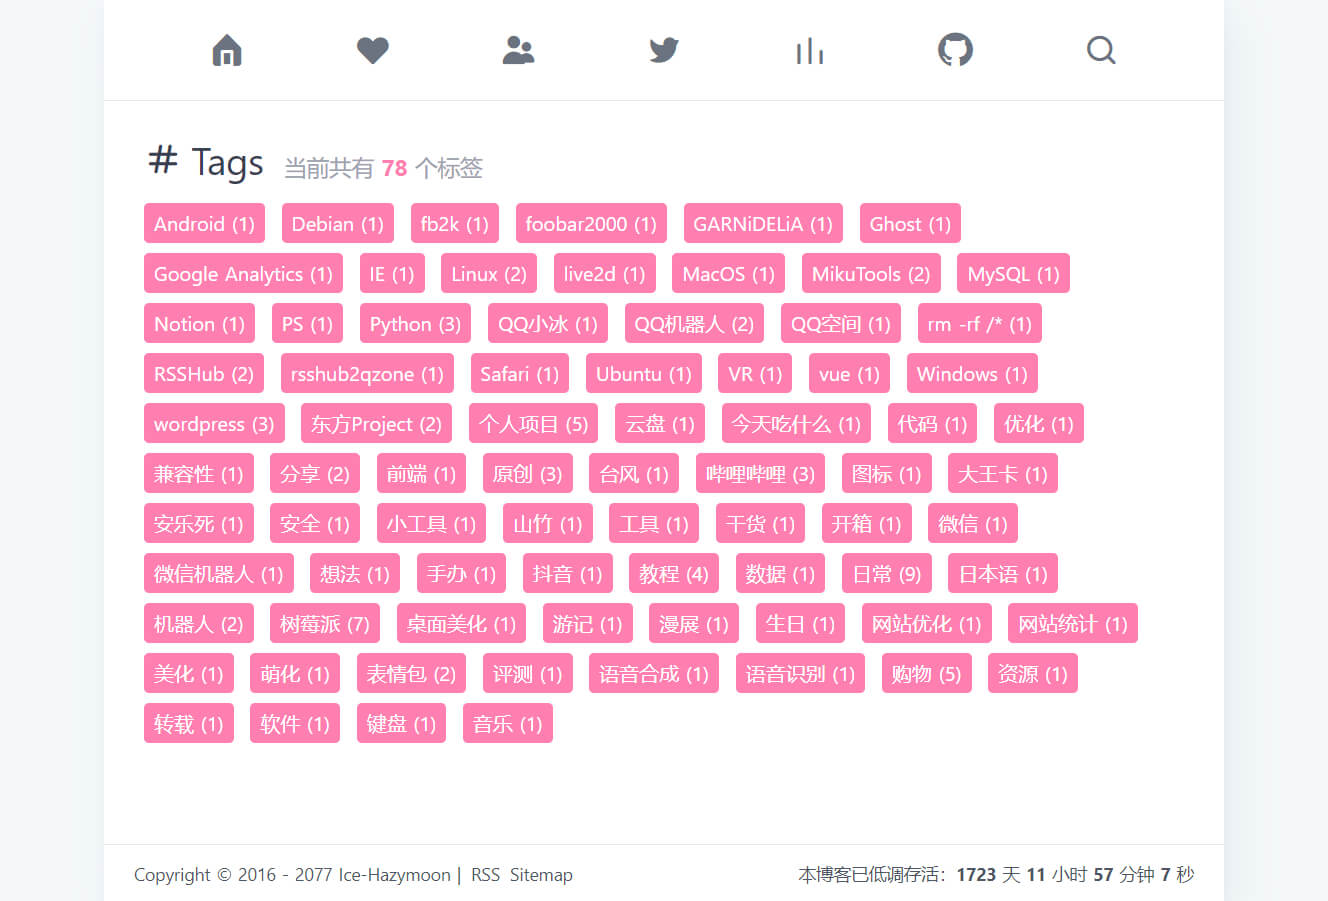 # Tags 当前共有 78 个标签
Android (1) Debian (1) fb2k (1) foobar2000 (1) GARNiDELiA (1) Ghost (1)
Google Analytics (1) IE (1) Linux (2) live2d (1) MacOS (1) MikuTools (2) MySQL (1)
Notion (1) PS (1) Python (3) QQ小冰 (1) QQ机器人 (2) QQ空间 (1) rm -rf /* (1)
RSSHub (2) rsshub2qzone (1) Safari (1) Ubuntu (1) VR (1) vue (1) Windows (1)
wordpress (3) 东方Project (2) 个人项目 (5) 云盘 (1) 今天吃什么 (1) 代码 (1) 优化 (1)
兼容性 (1) 分享 (2) 前端 (1) 原创 (3) 台风 (1) 哔哩哔哩 (3) 图标 (1) 大王卡 (1)
安乐死 (1) 安全 (1) 小工具 (1) 山竹 (1) 工具 (1) 干货 (1) 开箱 (1) 微信 (1)
微信机器人 (1) 想法 (1) 手办 (1) 抖音 (1) 教程 (4) 数据 (1) 日常 (9) 日本语 (1)
机器人 (2) 树莓派 (7) 桌面美化 (1) 游记 (1) 漫展 (1) 生日 (1) 网站优化 (1) 网站统计 (1)
美化 (1) 萌化 (1) 表情包 (2) 评测 (1) 语音合成 (1) 语音识别 (1) 购物 (5) 资源 (1)
转载 (1) 软件 (1) 键盘 (1) 音乐 (1)
Copyright © 2016 - 2077 Ice-Hazymoon | RSS Sitemap 本博客已低调存活：1723 天 11 小时 57 分钟 7 秒